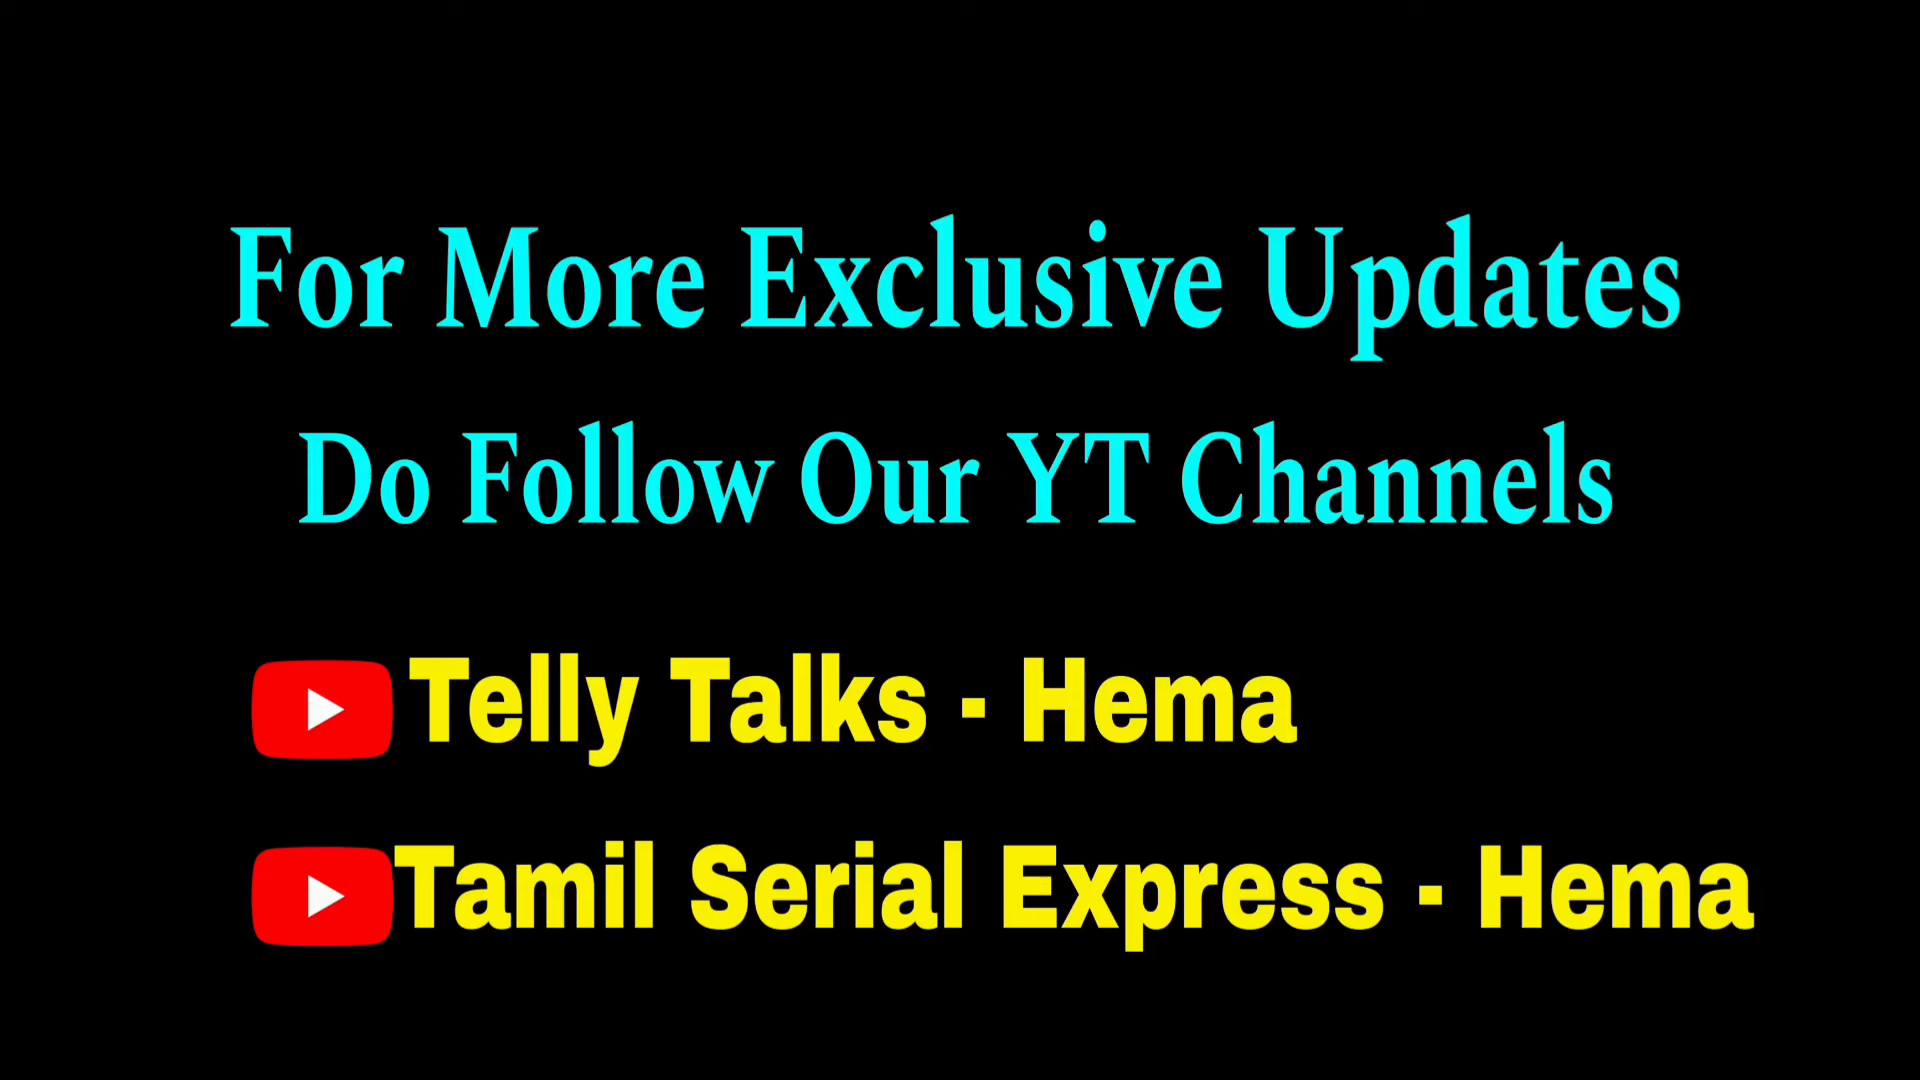 For More Exclusive Updates
Do Follow Our YT Channels
Telly Talks - Hema
Tamil Serial Express - Hema